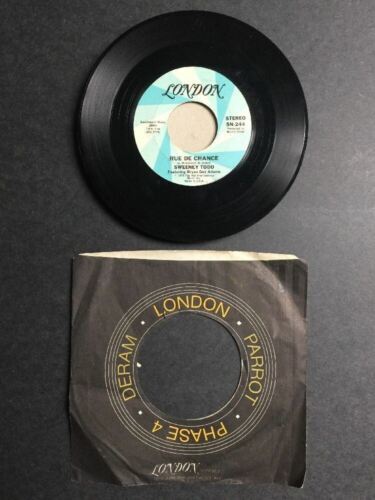 LONDON
STEREO
SN-244
RUE DE CHANCE
SWEENEY TODD
Featuring Bryan Guy Adams
LONDON
PARROT
PHASE 4
DERAM
LONDON